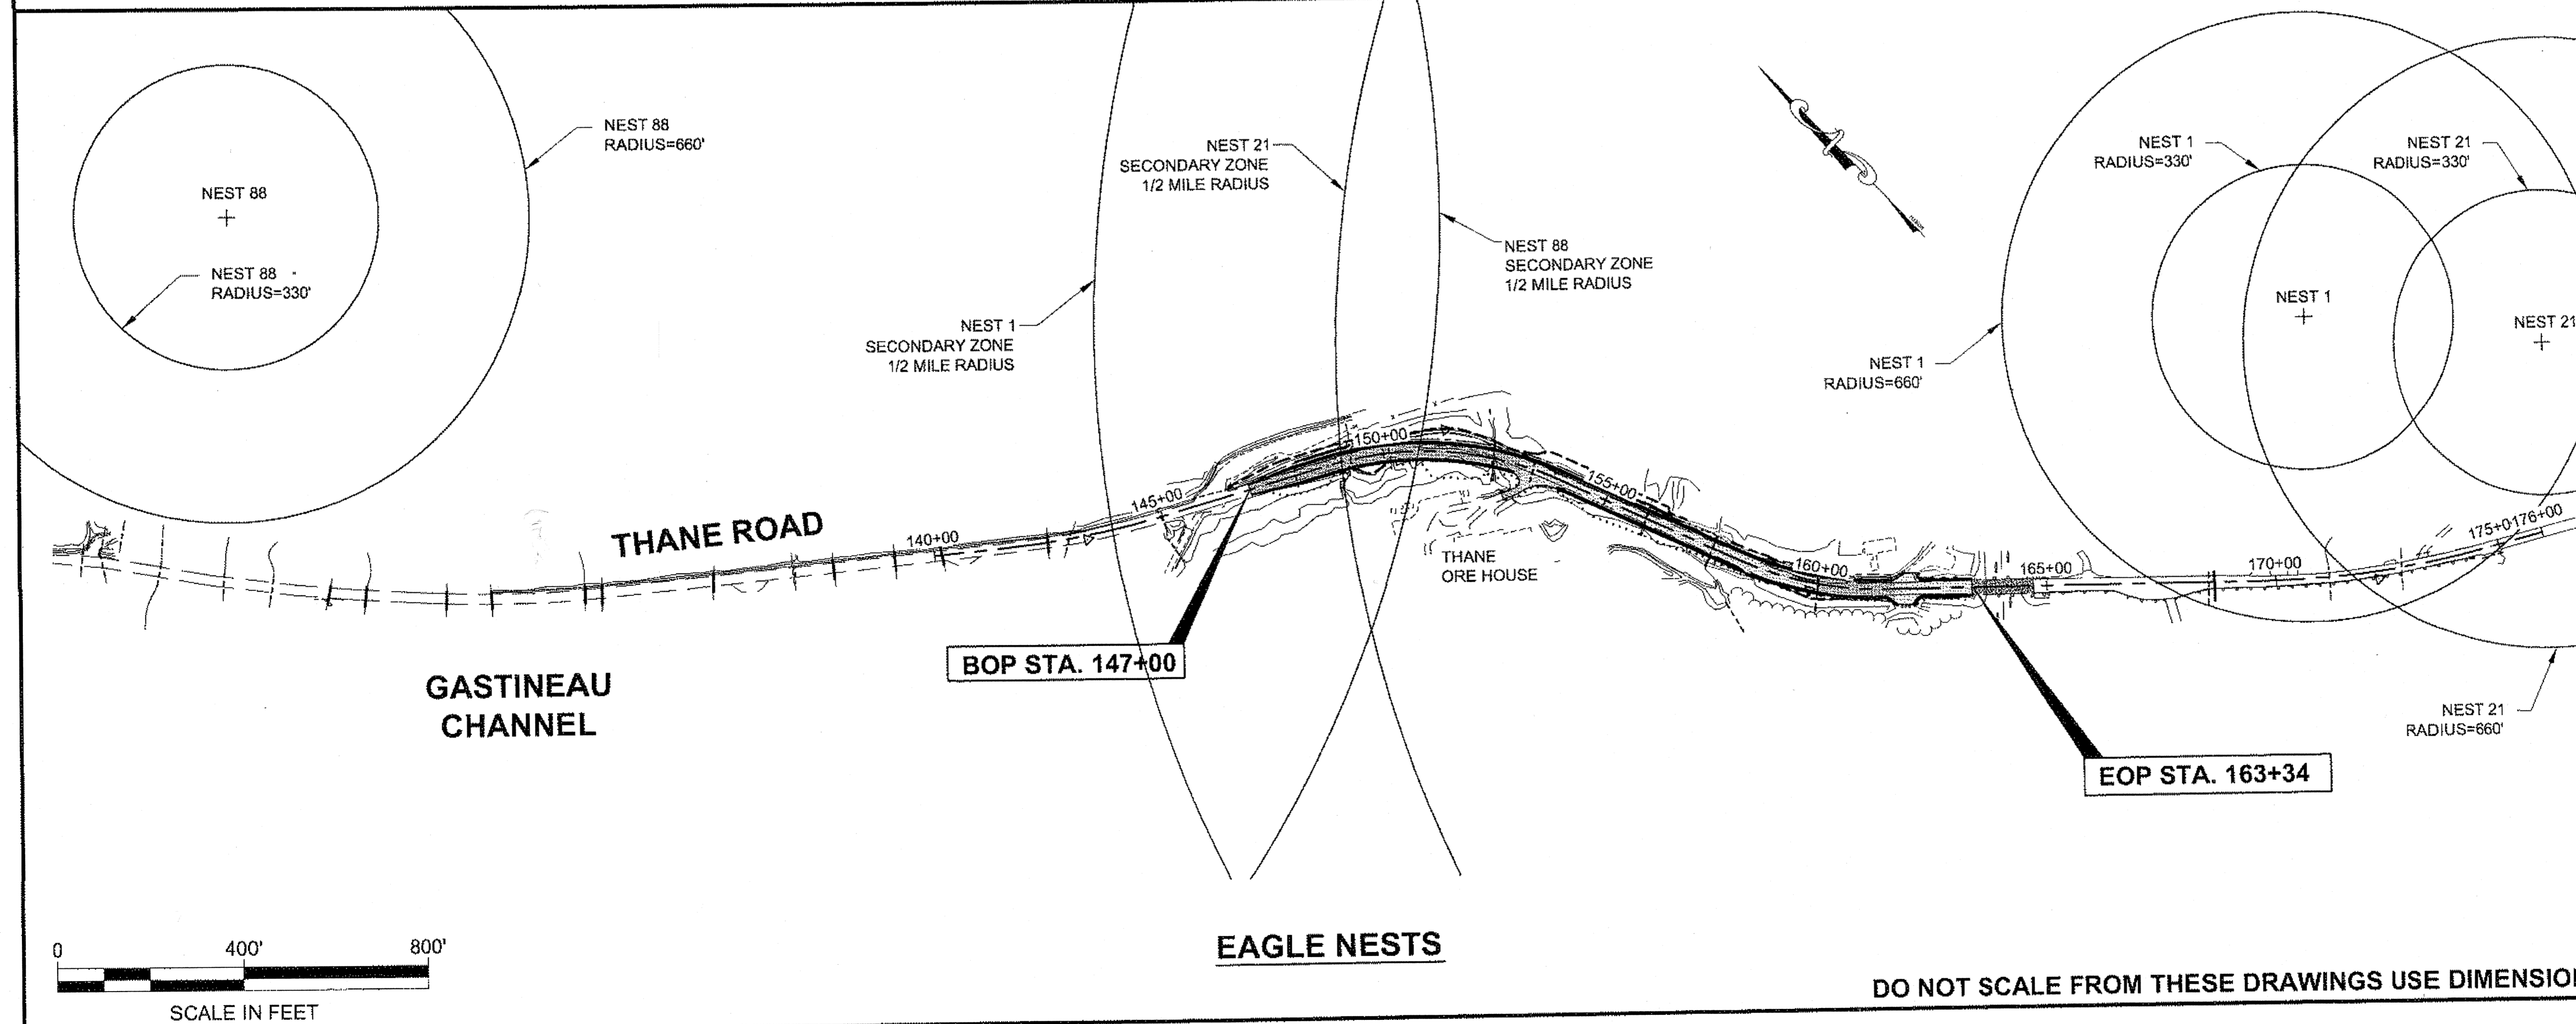 NEST 88
RADIUS=660'
NEST 88
NEST 88
RADIUS=330'
NEST 21
SECONDARY ZONE
1/2 MILE RADIUS
NEST 88
SECONDARY ZONE
1/2 MILE RADIUS
NEST 1
SECONDARY ZONE
1/2 MILE RADIUS
NEST 1
RADIUS=330'
NEST 21
RADIUS=330'
NEST 1
NEST 21
NEST 1
RADIUS=660'
THANE ROAD
140+00
145+00
150+00
155+00
160+00
165+00
170+00
175+0
176+00
THANE
ORE HOUSE
BOP STA. 147+00
GASTINEAU
CHANNEL
NEST 21
RADIUS=660'
EOP STA. 163+34
0 400' 800'
SCALE IN FEET
EAGLE NESTS
DO NOT SCALE FROM THESE DRAWINGS USE DIMENSIO